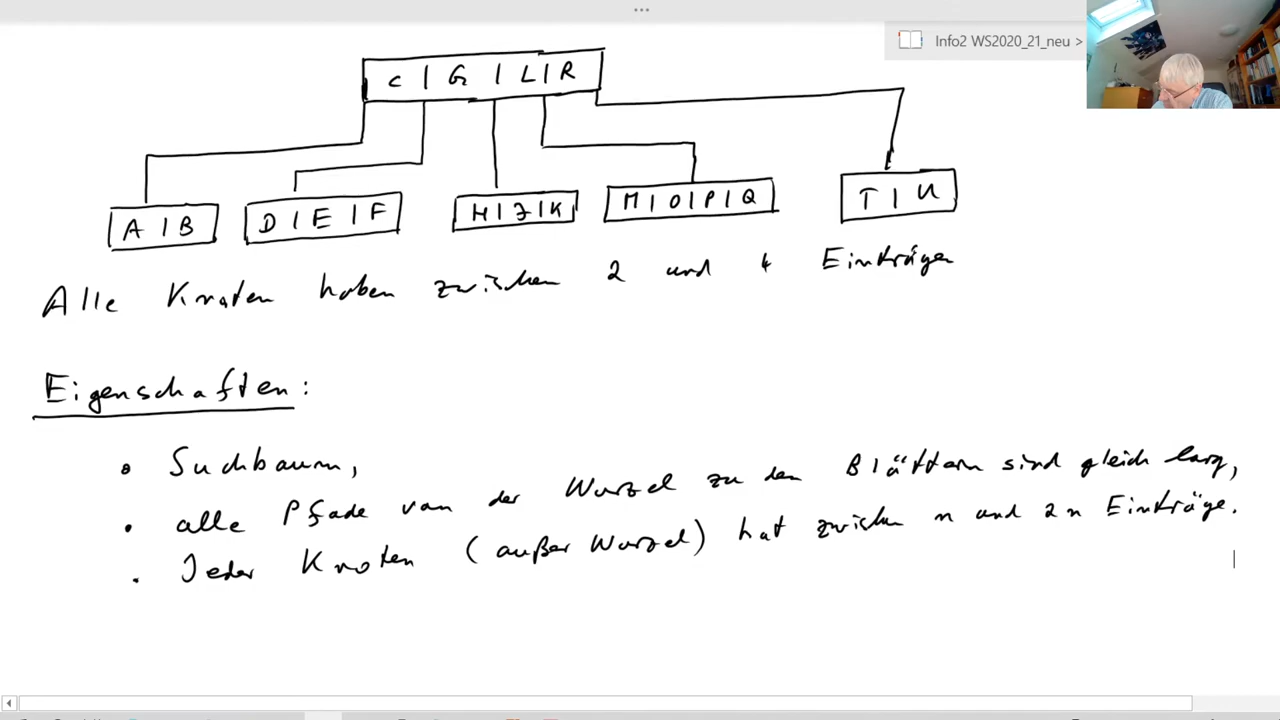 Info2 WS2020_21_neu >
C | G | L | R
A | B
D | E | F
H | J | K
M | O | P | Q
T | U
Alle Knoten haben zwischen 2 und 4 Einträgen
Eigenschaften:
• Suchbaum,
• alle Pfade von der Wurzel zu den Blättern sind gleich lang,
• Jeder Knoten (außer Wurzel) hat zwischen n und 2n Einträge.